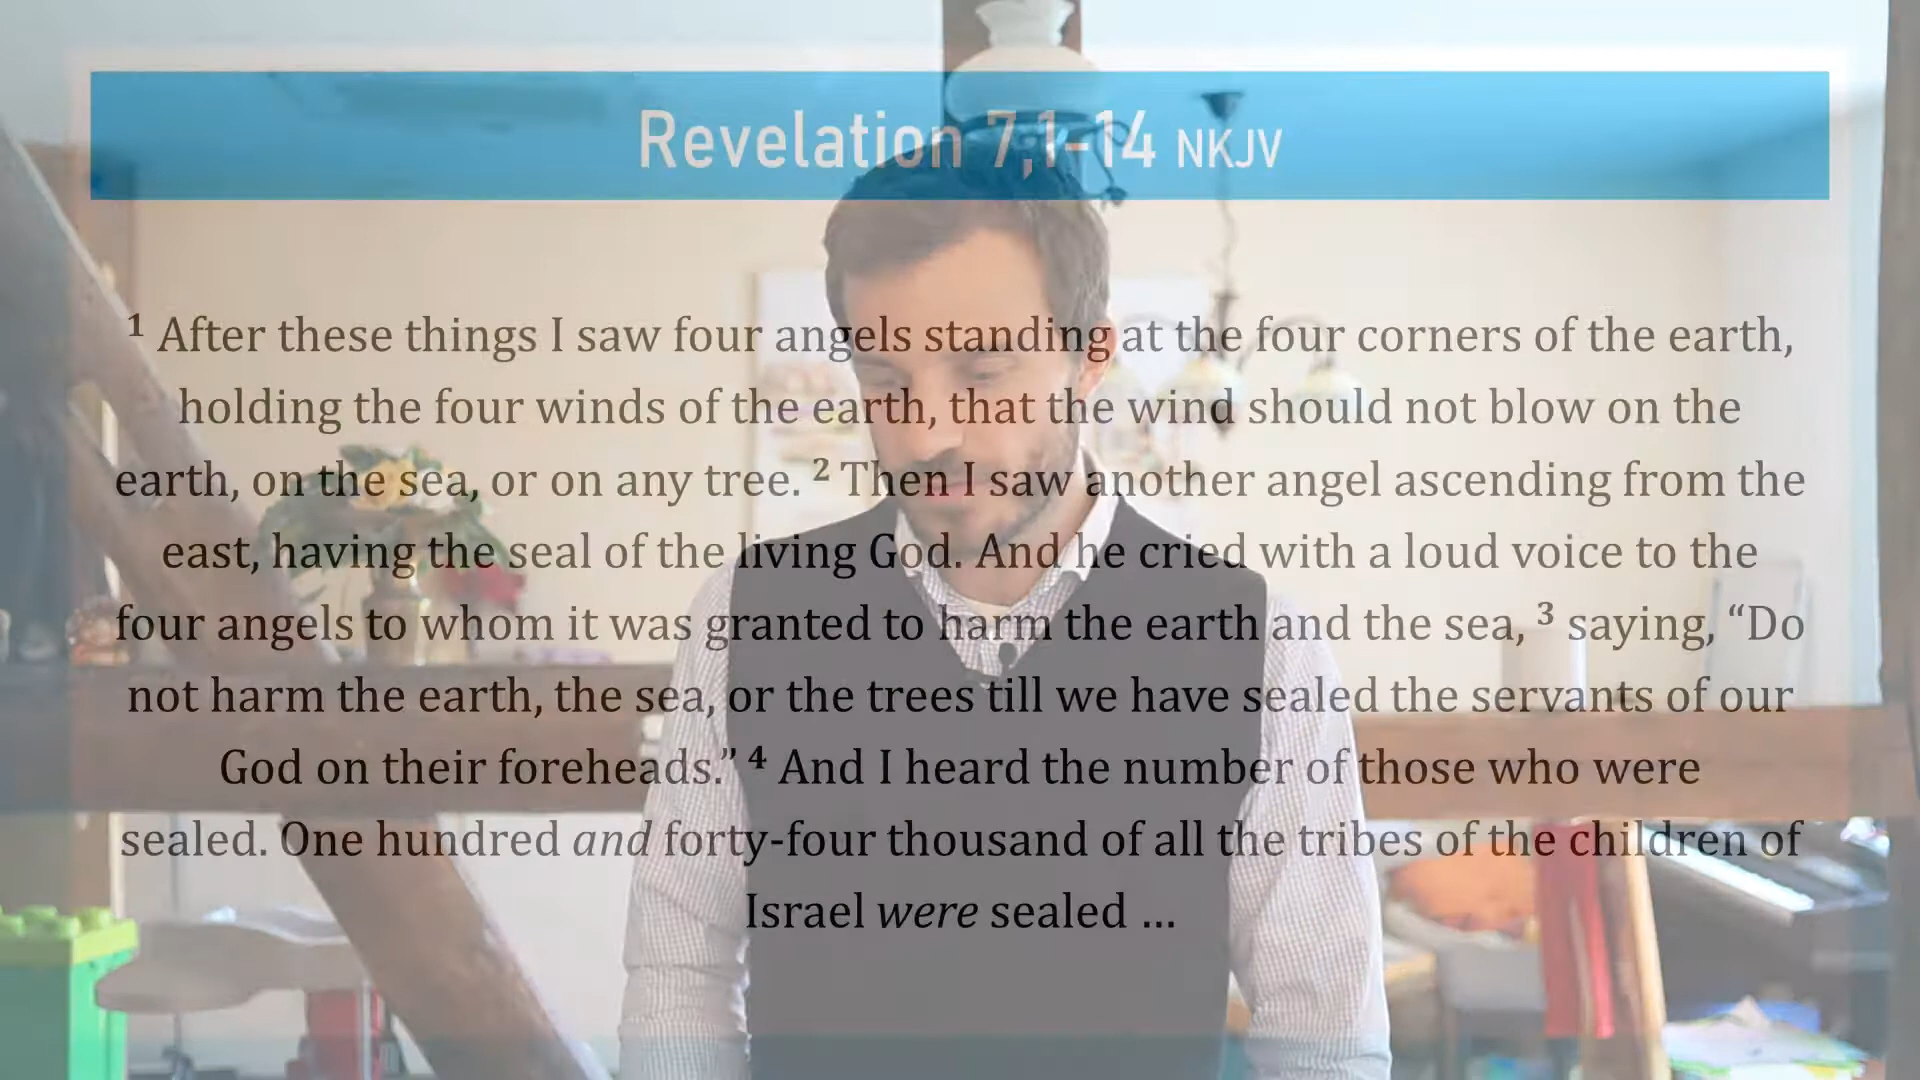 Revelation 7,1-14 NKJV
¹ After these things I saw four angels standing at the four corners of the earth,
holding the four winds of the earth, that the wind should not blow on the
earth, on the sea, or on any tree. ² Then I saw another angel ascending from the
east, having the seal of the living God. And he cried with a loud voice to the
four angels to whom it was granted to harm the earth and the sea, ³ saying, “Do
not harm the earth, the sea, or the trees till we have sealed the servants of our
God on their foreheads.” ⁴ And I heard the number of those who were
sealed. One hundred and forty-four thousand of all the tribes of the children of
Israel were sealed …